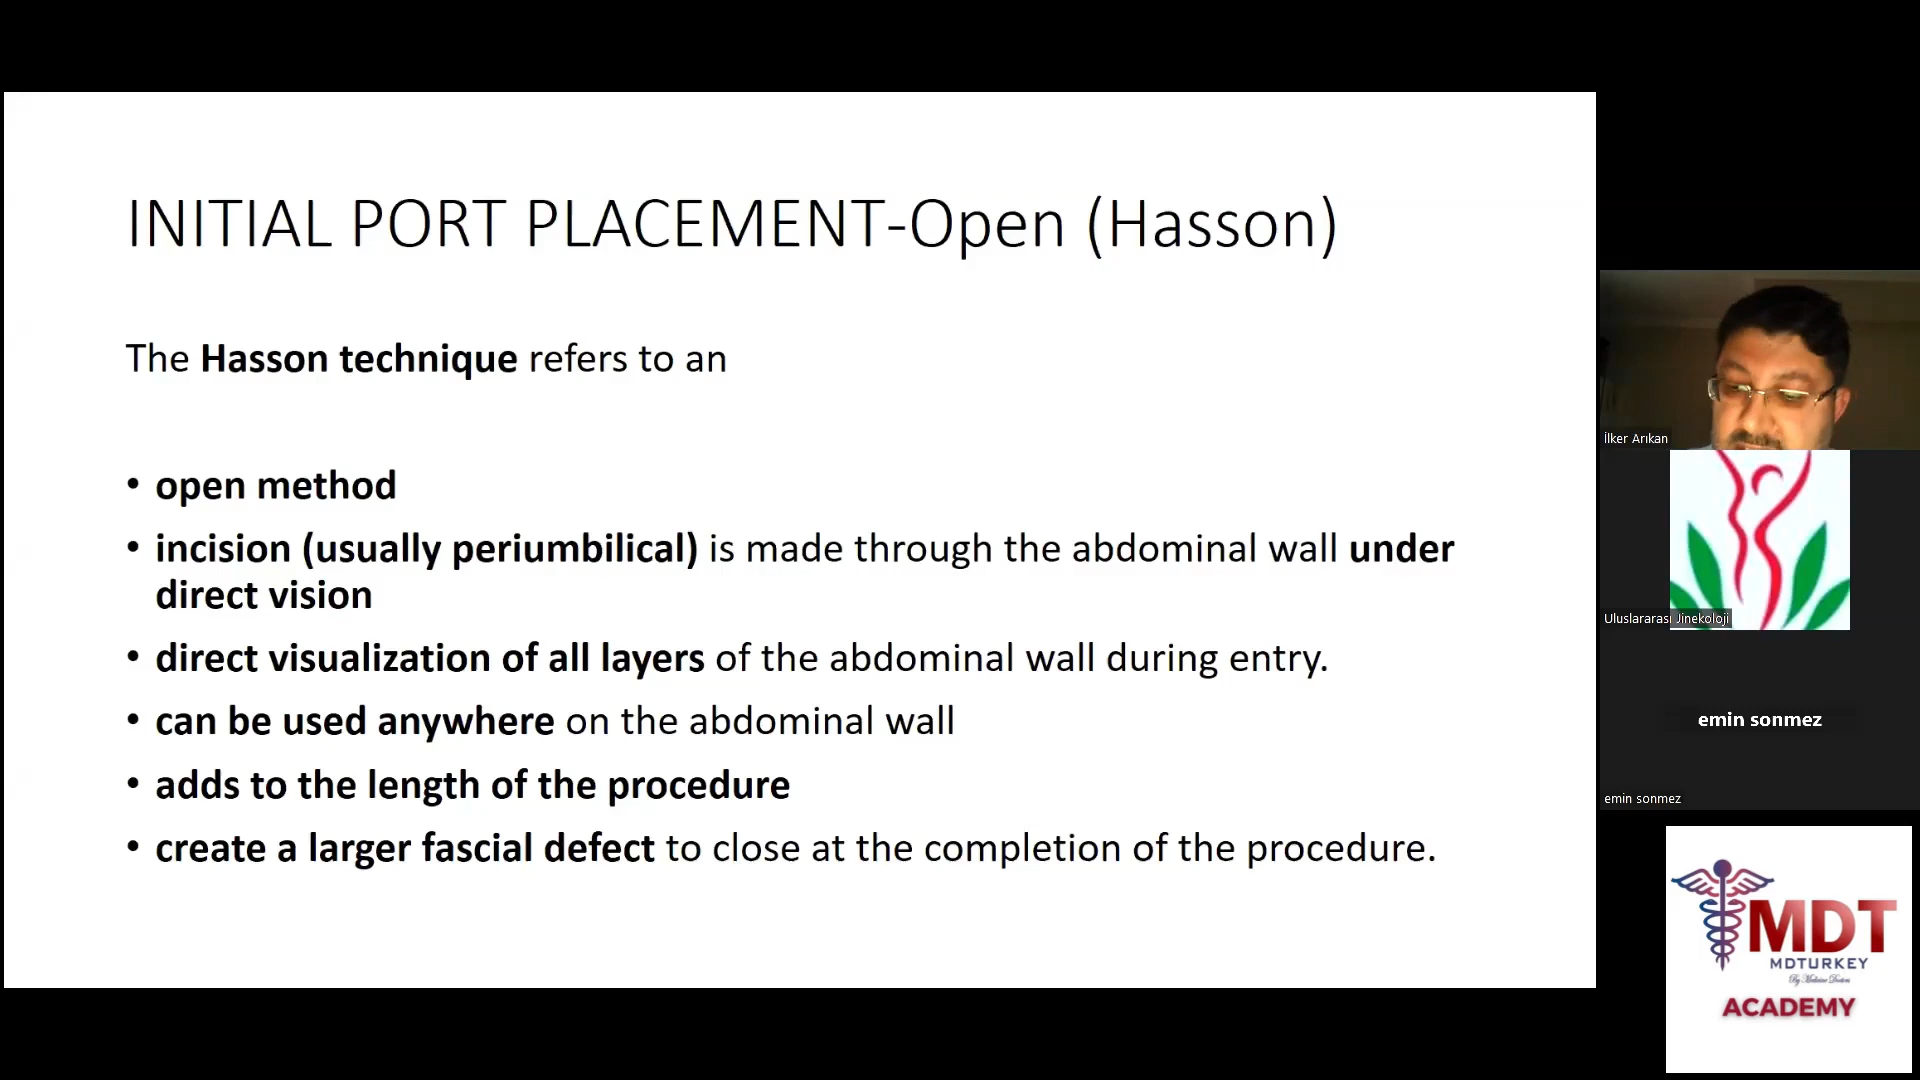 INITIAL PORT PLACEMENT-Open (Hasson)
The Hasson technique refers to an
• open method
• incision (usually periumbilical) is made through the abdominal wall under
direct vision
• direct visualization of all layers of the abdominal wall during entry.
• can be used anywhere on the abdominal wall
• adds to the length of the procedure
• create a larger fascial defect to close at the completion of the procedure.
İlker Arıkan
Uluslararası Jinekoloji
emin sonmez
emin sonmez
MDT
MDTURKEY
By Medicine Doctors
ACADEMY